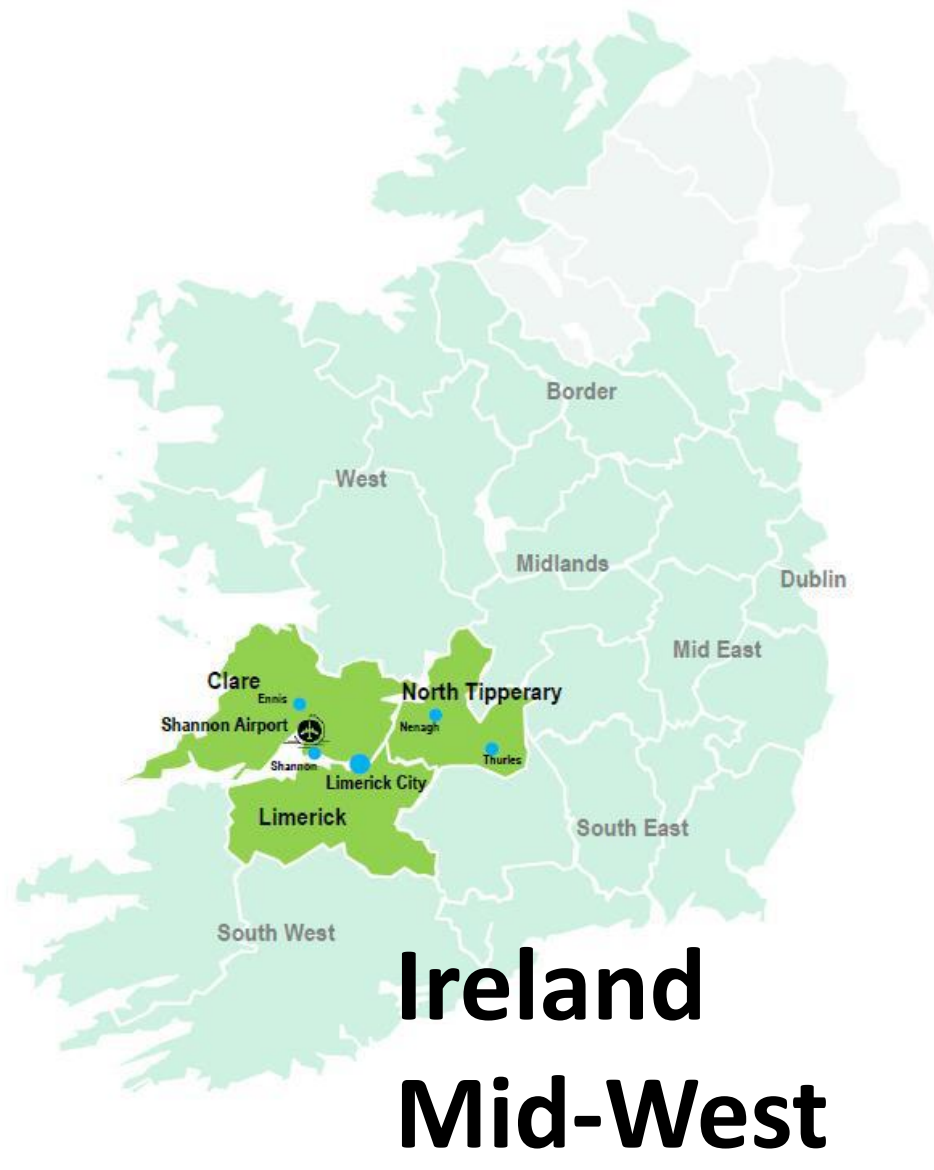 Border
West
Midlands
Dublin
Mid East
Clare
North Tipperary
Ennis
Shannon Airport
Nenagh
Thurles
Shannon
Limerick City
Limerick
South East
South West
Ireland
Mid-West